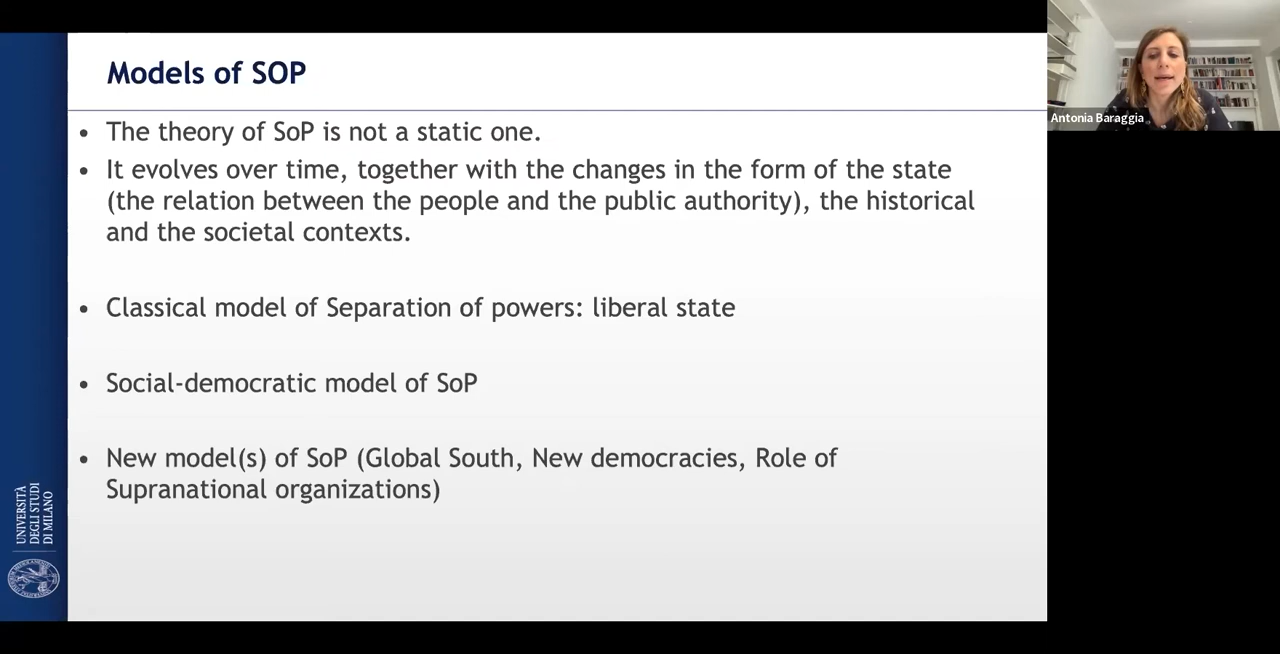 Models of SOP
Antonia Baraggia
• The theory of SoP is not a static one.
• It evolves over time, together with the changes in the form of the state
(the relation between the people and the public authority), the historical
and the societal contexts.
• Classical model of Separation of powers: liberal state
• Social-democratic model of SoP
• New model(s) of SoP (Global South, New democracies, Role of
Supranational organizations)
UNIVERSITÀ
DEGLI STUDI
DI MILANO